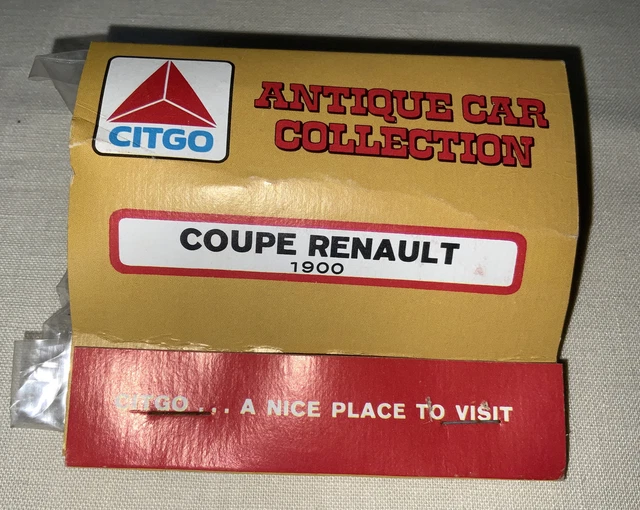 CITGO
ANTIQUE CAR
COLLECTION
COUPE RENAULT
1900
CITGO... A NICE PLACE TO VISIT